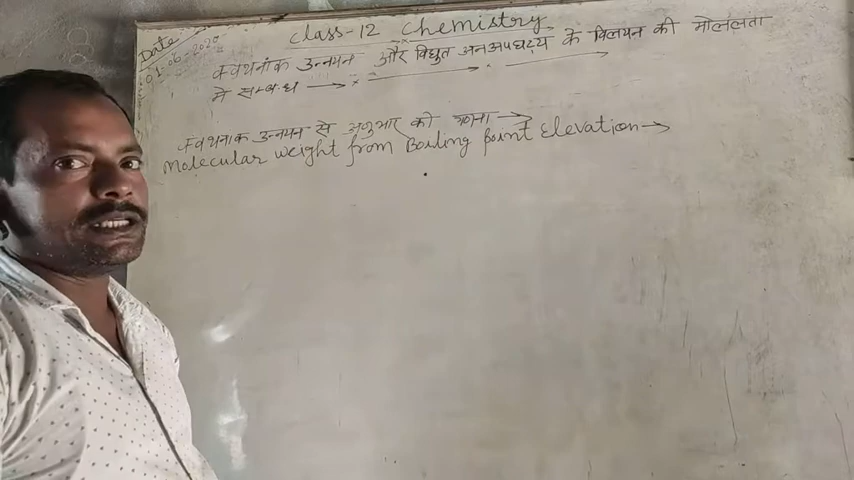 Date
01-06-2020
Class-12 Chemistry
क्वथनांक उन्नयन और विद्युत अनअपघट्य के विलयन की मोललता
मे सम्बन्ध →
क्वथनाक उन्नयन से अणुभार की गणना →
Molecular weight from Boiling point Elevation →